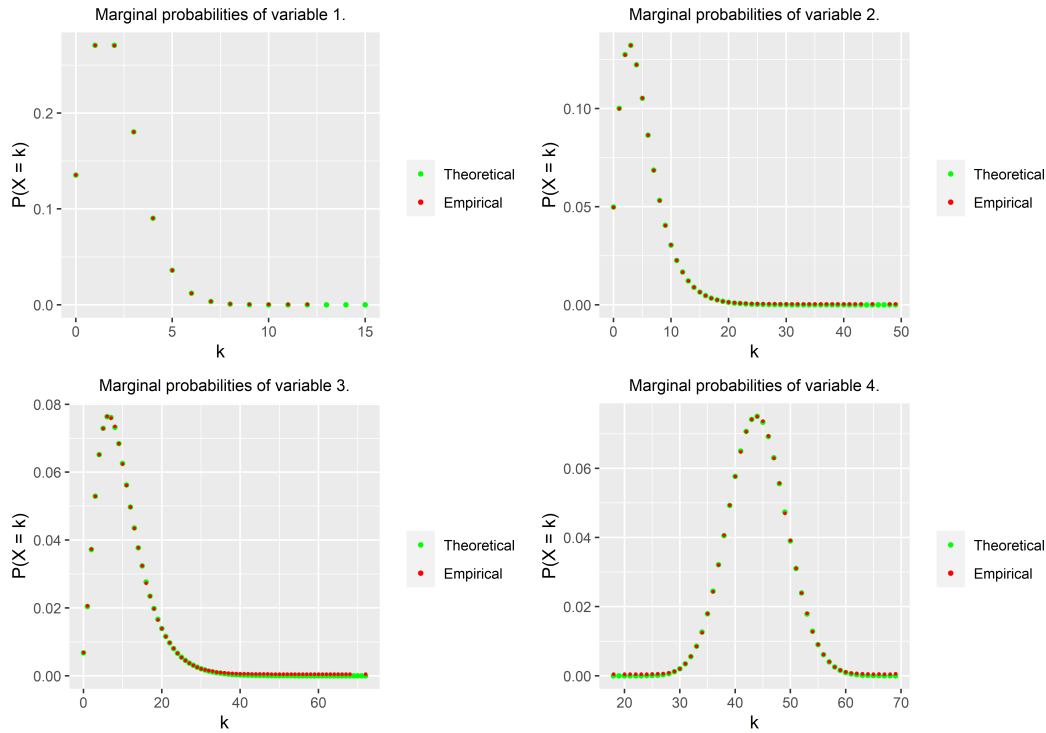 Marginal probabilities of variable 1.
P(X = k)
0.2
0.1
0.0
0 5 10 15
k
Theoretical
Empirical
Marginal probabilities of variable 2.
P(X = k)
0.10
0.05
0.00
0 10 20 30 40 50
k
Theoretical
Empirical
Marginal probabilities of variable 3.
P(X = k)
0.08
0.06
0.04
0.02
0.00
0 20 40 60
k
Theoretical
Empirical
Marginal probabilities of variable 4.
P(X = k)
0.06
0.04
0.02
0.00
20 30 40 50 60 70
k
Theoretical
Empirical